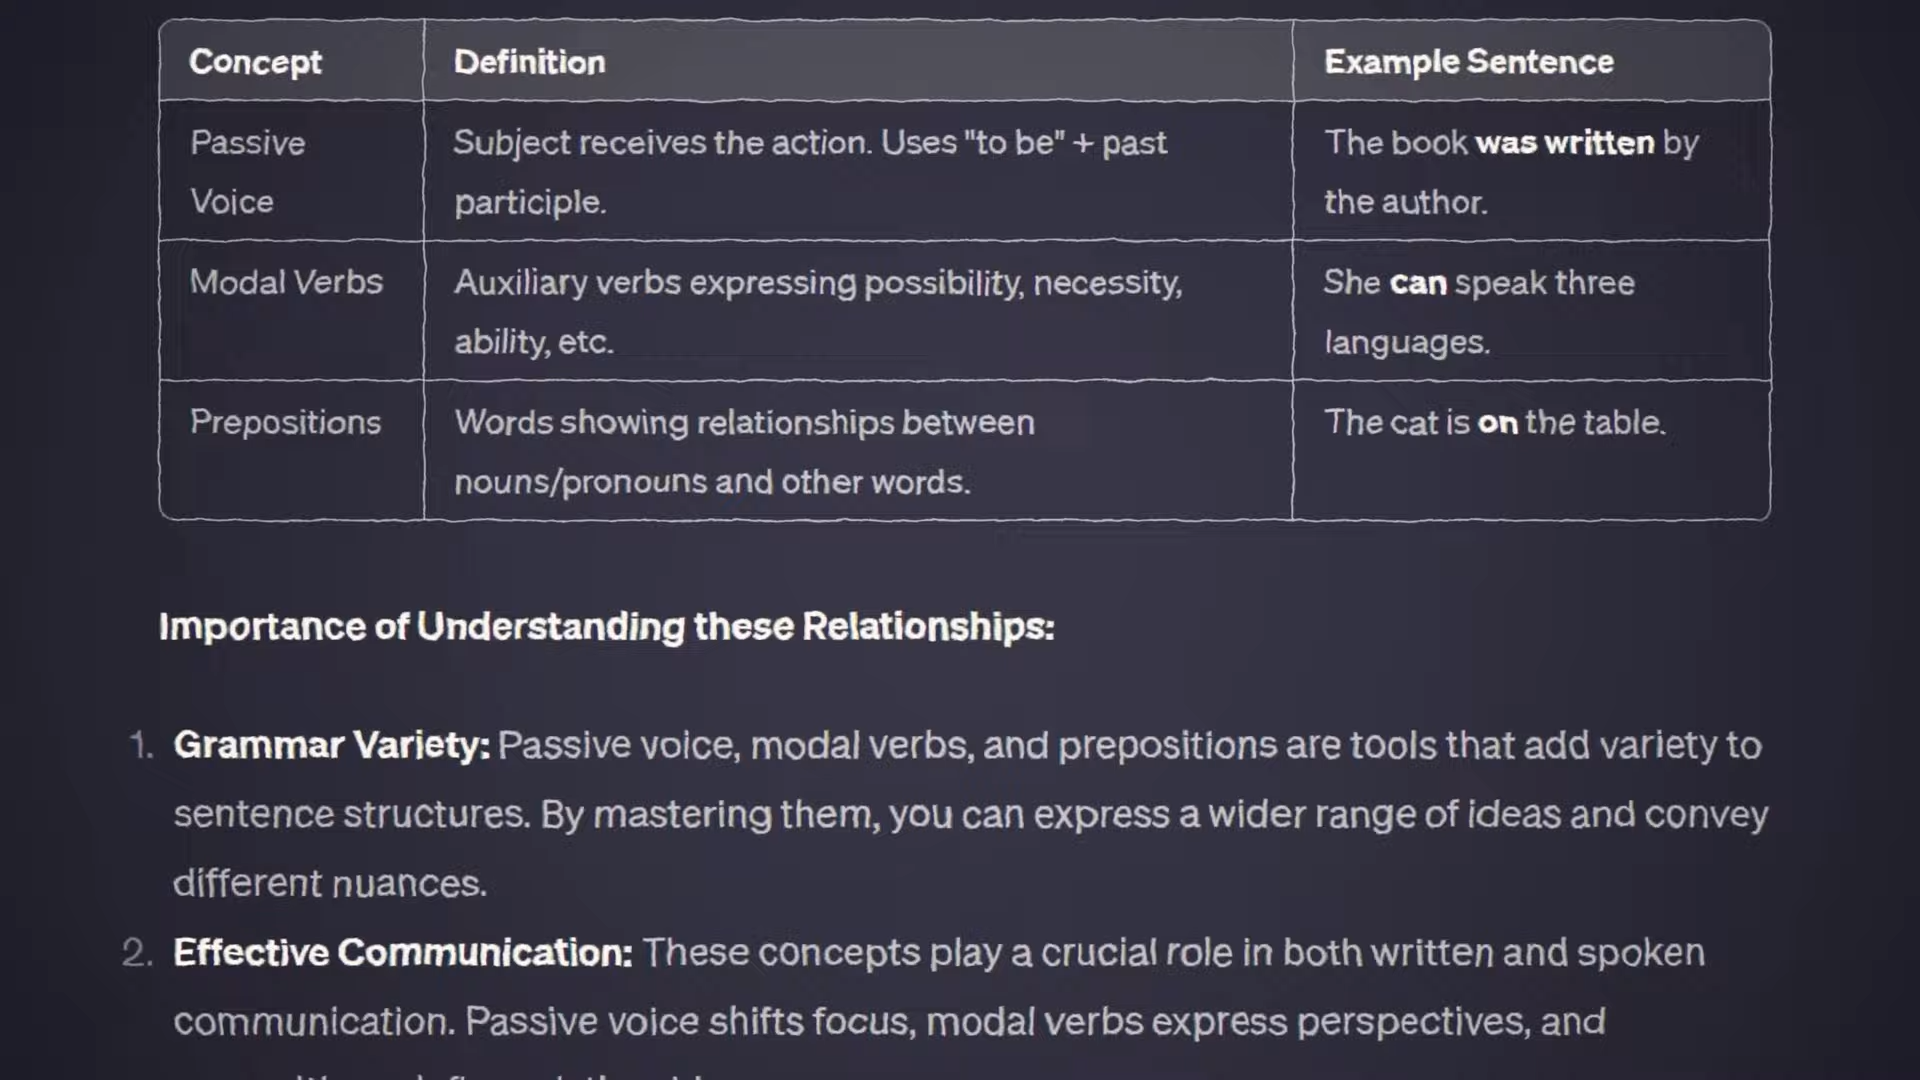 Concept Definition Example Sentence
Passive Voice
Subject receives the action. Uses "to be" + past
participle.
The book was written by
the author.
Modal Verbs
Auxiliary verbs expressing possibility, necessity,
ability, etc.
She can speak three
languages.
Prepositions
Words showing relationships between
nouns/pronouns and other words.
The cat is on the table.
Importance of Understanding these Relationships:
1. Grammar Variety: Passive voice, modal verbs, and prepositions are tools that add variety to
sentence structures. By mastering them, you can express a wider range of ideas and convey
different nuances.
2. Effective Communication: These concepts play a crucial role in both written and spoken
communication. Passive voice shifts focus, modal verbs express perspectives, and